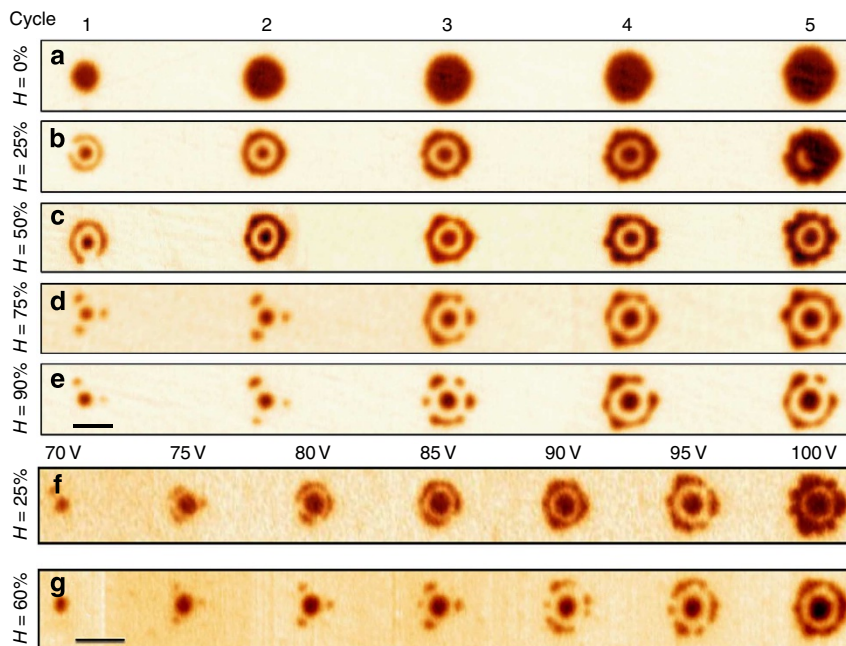 Cycle 1 2 3 4 5
a H = 0%
b H = 25%
c H = 50%
d H = 75%
e H = 90%
70 V 75 V 80 V 85 V 90 V 95 V 100 V
f H = 25%
g H = 60%